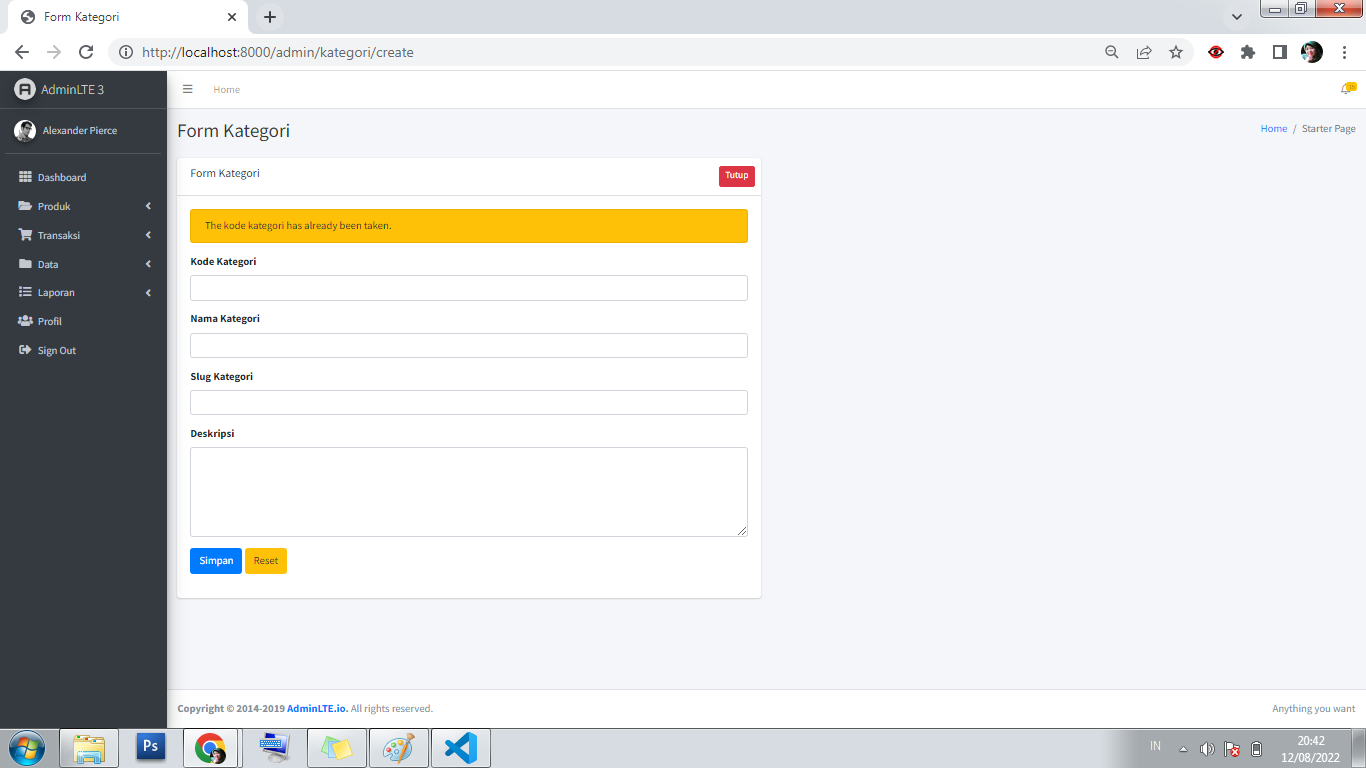 Form Kategori
http://localhost:8000/admin/kategori/create
AdminLTE 3
Home
Alexander Pierce
Form Kategori
Home / Starter Page
Dashboard
Produk
Transaksi
Data
Laporan
Profil
Sign Out
Form Kategori
Tutup
The kode kategori has already been taken.
Kode Kategori
Nama Kategori
Slug Kategori
Deskripsi
Simpan
Reset
Copyright © 2014-2019 AdminLTE.io. All rights reserved.
Anything you want
Ps
IN
20:42
12/08/2022